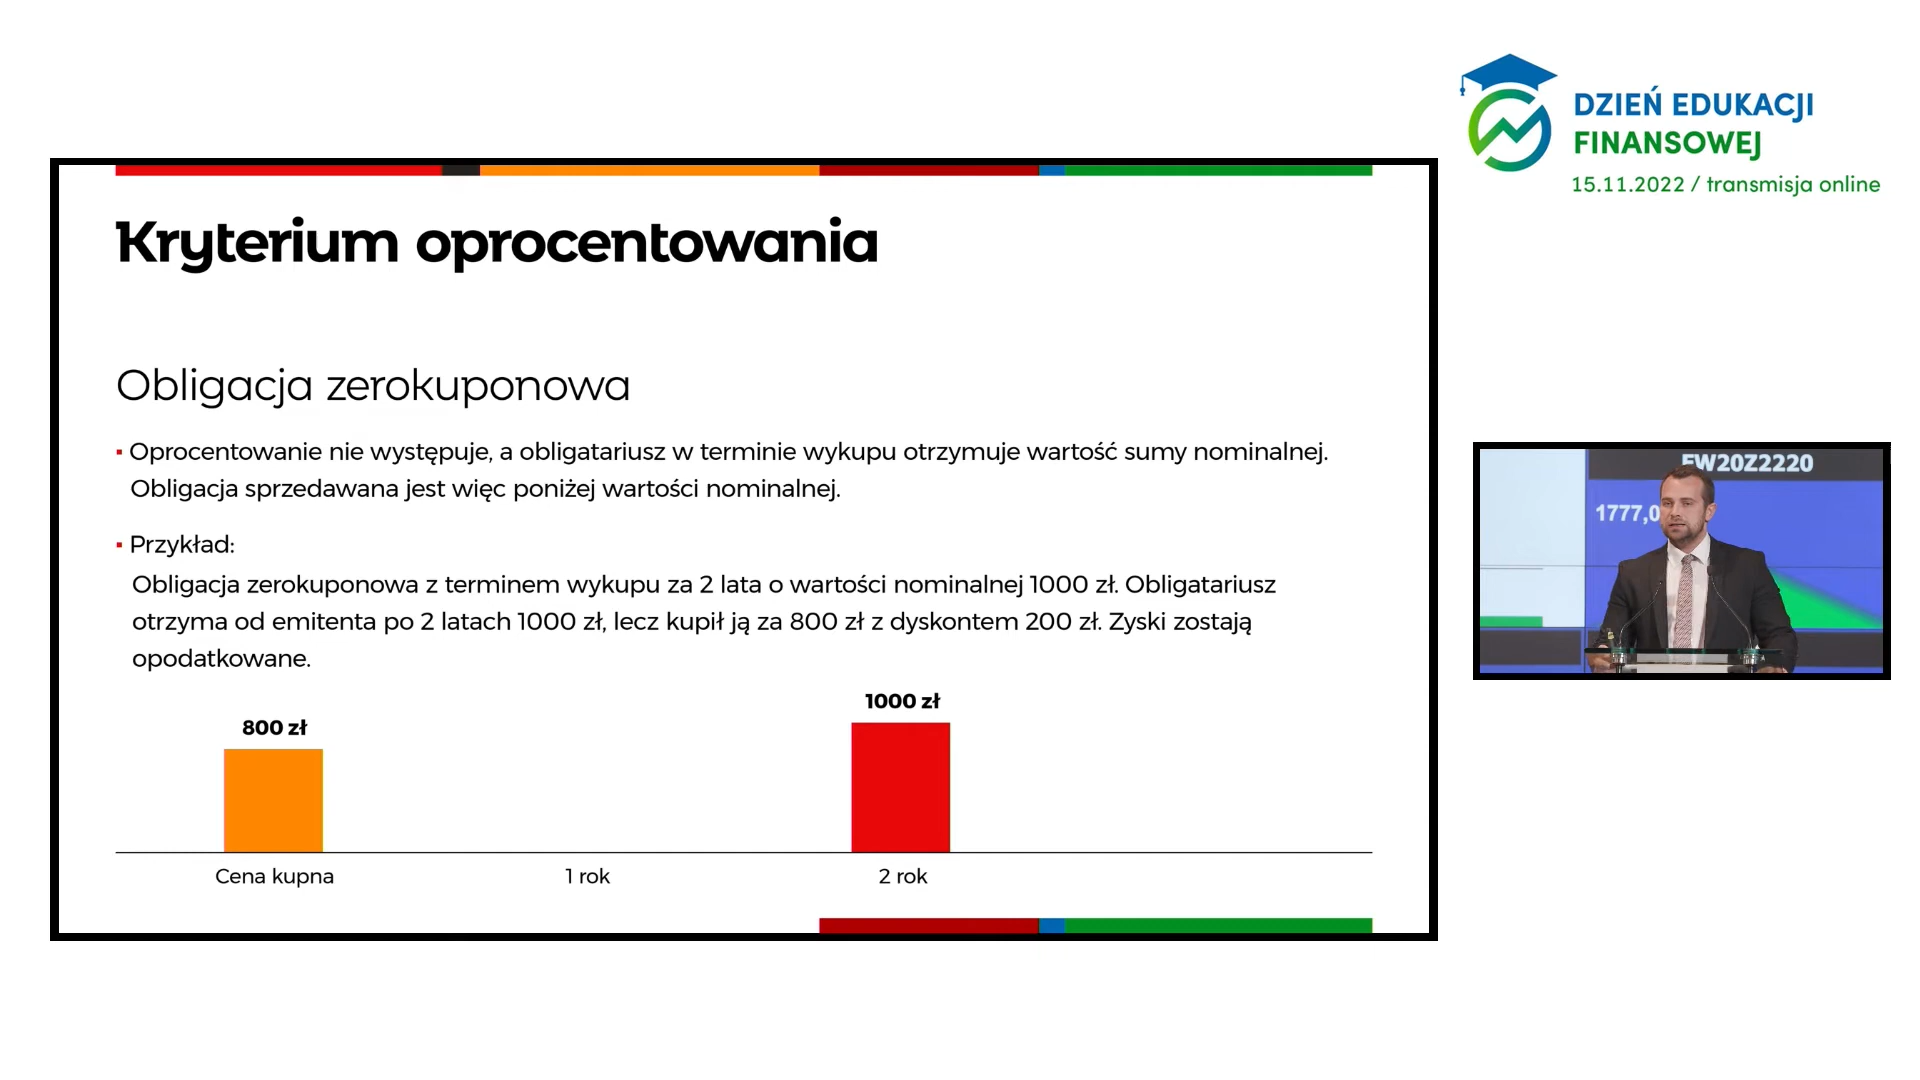 DZIEŃ EDUKACJI
FINANSOWEJ
15.11.2022 / transmisja online
Kryterium oprocentowania
Obligacja zerokuponowa
▪ Oprocentowanie nie występuje, a obligatariusz w terminie wykupu otrzymuje wartość sumy nominalnej.
Obligacja sprzedawana jest więc poniżej wartości nominalnej.
▪ Przykład:
Obligacja zerokuponowa z terminem wykupu za 2 lata o wartości nominalnej 1000 zł. Obligatariusz
otrzyma od emitenta po 2 latach 1000 zł, lecz kupił ją za 800 zł z dyskontem 200 zł. Zyski zostają
opodatkowane.
800 zł
1000 zł
Cena kupna
1 rok
2 rok
FW20Z2220
1777,0